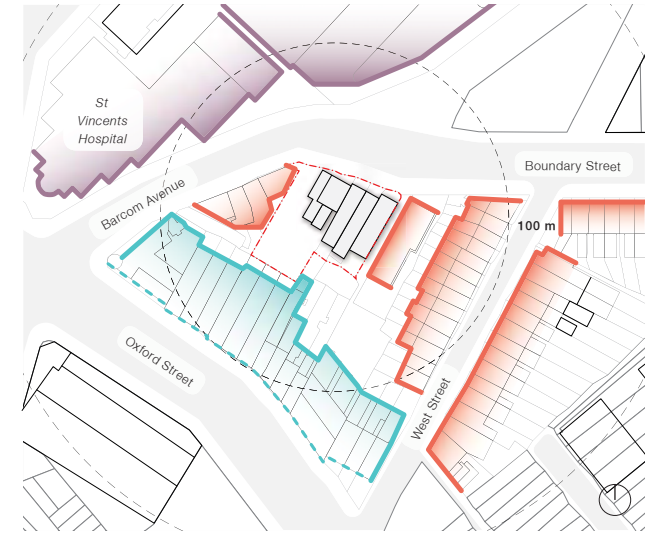 St
Vincents
Hospital
Boundary Street
Barcom Avenue
100 m
Oxford Street
West Street